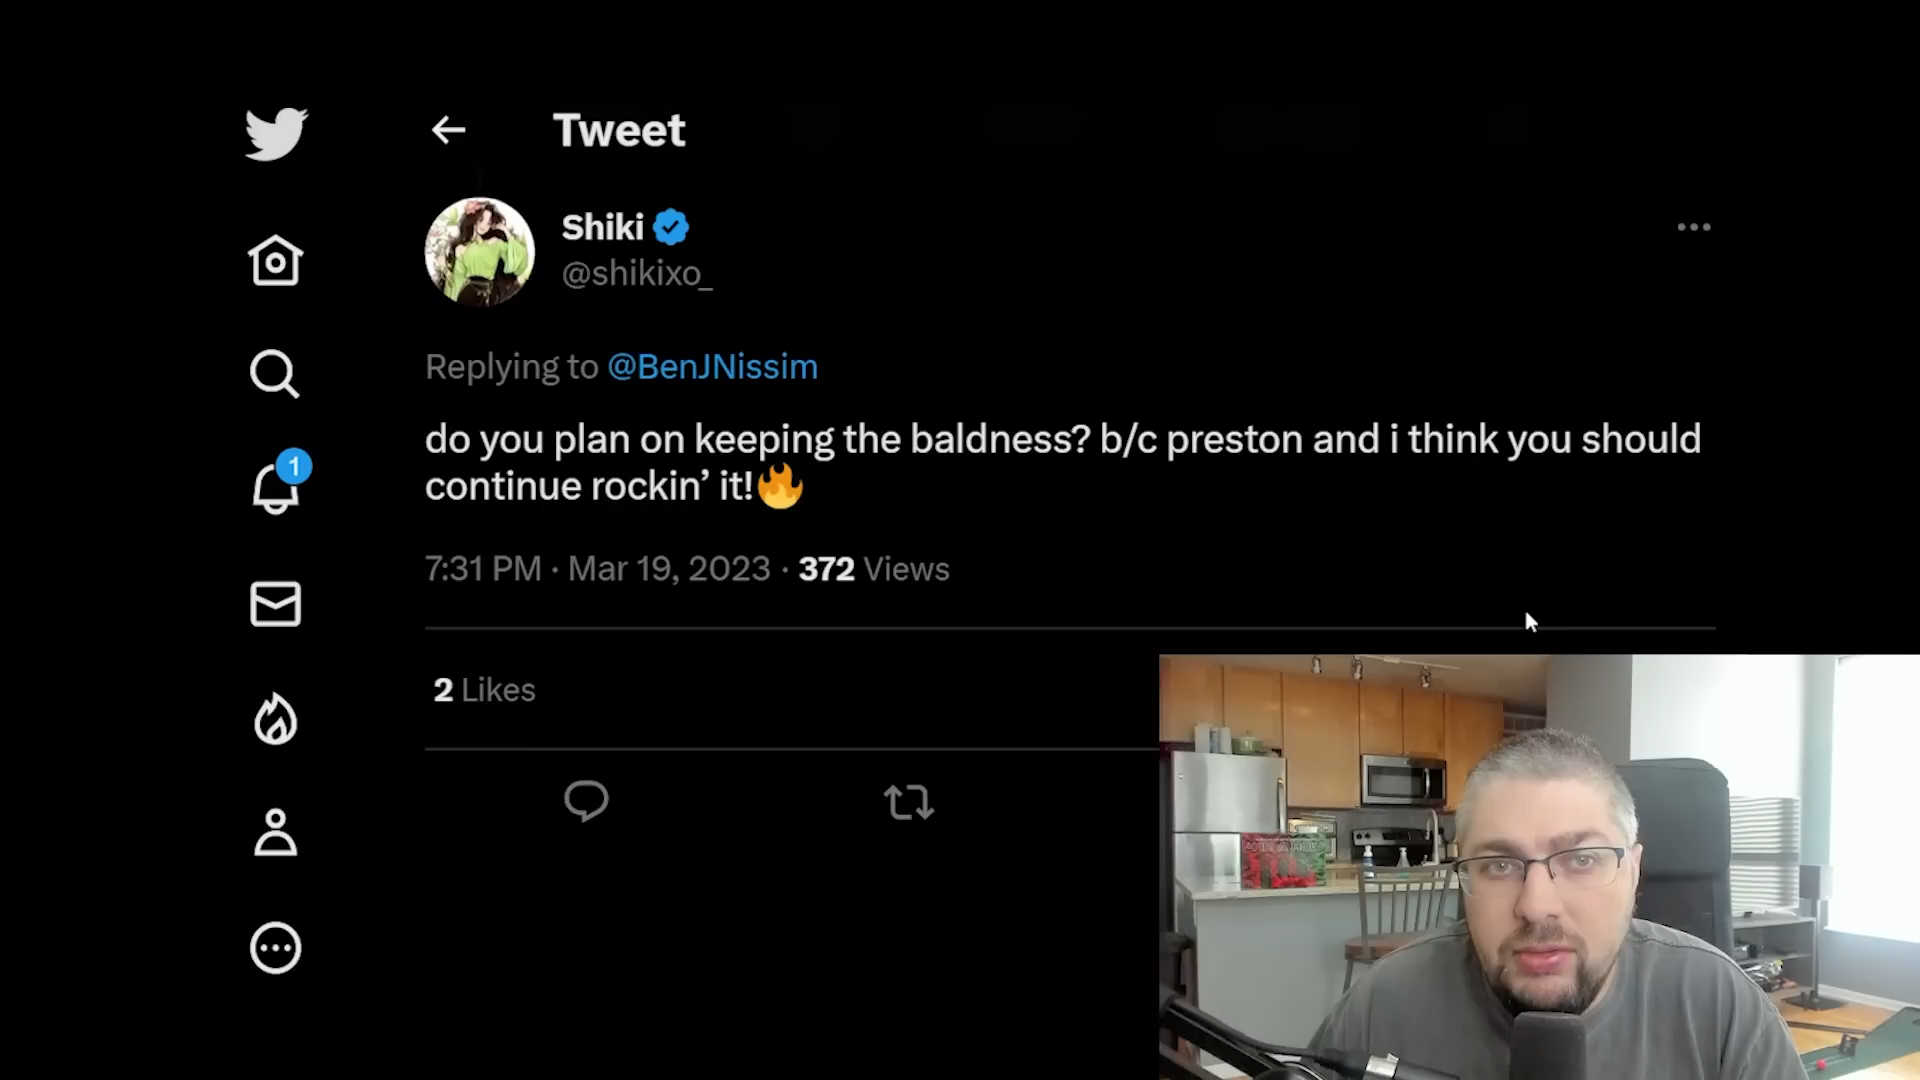 Tweet
Shiki
@shikixo_
Replying to @BenJNissim
do you plan on keeping the baldness? b/c preston and i think you should
continue rockin’ it!🔥
7:31 PM · Mar 19, 2023 · 372 Views
1
2 Likes